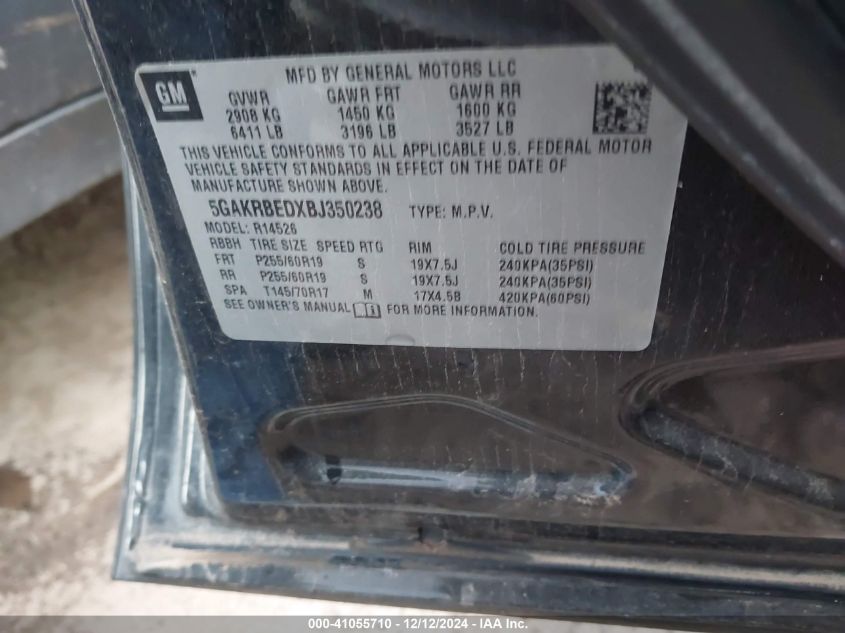 GM
MFD BY GENERAL MOTORS LLC
GVWR GAWR FRT GAWR RR
2908 KG 1450 KG 1600 KG
6411 LB 3196 LB 3527 LB
THIS VEHICLE CONFORMS TO ALL APPLICABLE U.S. FEDERAL MOTOR
VEHICLE SAFETY STANDARDS IN EFFECT ON THE DATE OF
MANUFACTURE SHOWN ABOVE.
5GAKRBEDXBJ350238 TYPE: M.P.V.
MODEL: R14526
RBBH TIRE SIZE SPEED RTG RIM COLD TIRE PRESSURE
FRT P255/60R19 S 19X7.5J 240KPA(35PSI)
RR P255/60R19 S 19X7.5J 240KPA(35PSI)
SPA T145/70R17 M 17X4.5B 420KPA(60PSI)
SEE OWNER'S MANUAL FOR MORE INFORMATION.
000-41055710 - 12/12/2024 - IAAI, Inc.